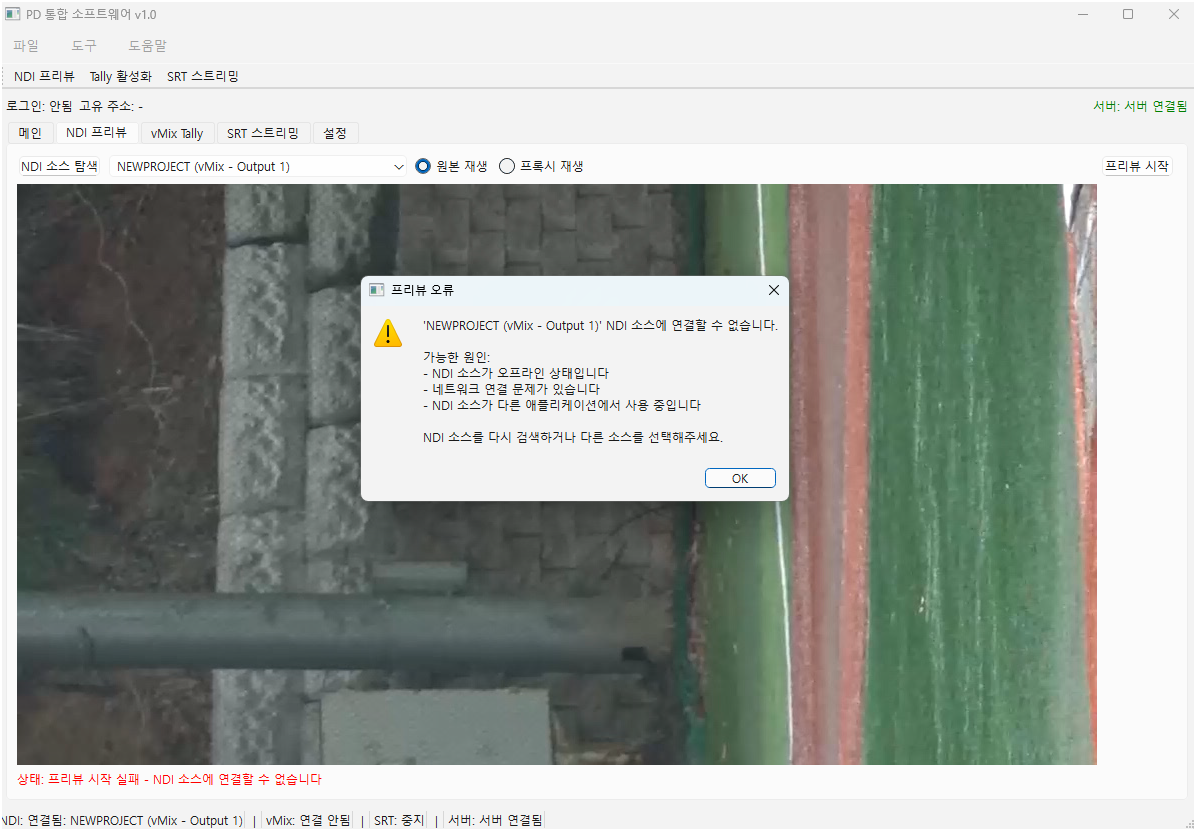 PD 통합 소프트웨어 v1.0
파일 도구 도움말
NDI 프리뷰 Tally 활성화 SRT 스트리밍
로그인: 안됨 고유 주소: - 서버: 서버 연결됨
메인 NDI 프리뷰 vMix Tally SRT 스트리밍 설정
NDI 소스 탐색 NEWPROJECT (vMix - Output 1) 원본 재생 프록시 재생 프리뷰 시작
프리뷰 오류
'NEWPROJECT (vMix - Output 1)' NDI 소스에 연결할 수 없습니다.
가능한 원인:
- NDI 소스가 오프라인 상태입니다
- 네트워크 연결 문제가 있습니다
- NDI 소스가 다른 애플리케이션에서 사용 중입니다
NDI 소스를 다시 검색하거나 다른 소스를 선택해주세요.
OK
상태: 프리뷰 시작 실패 - NDI 소스에 연결할 수 없습니다
NDI: 연결됨: NEWPROJECT (vMix - Output 1) | vMix: 연결 안됨 | SRT: 중지 | 서버: 서버 연결됨